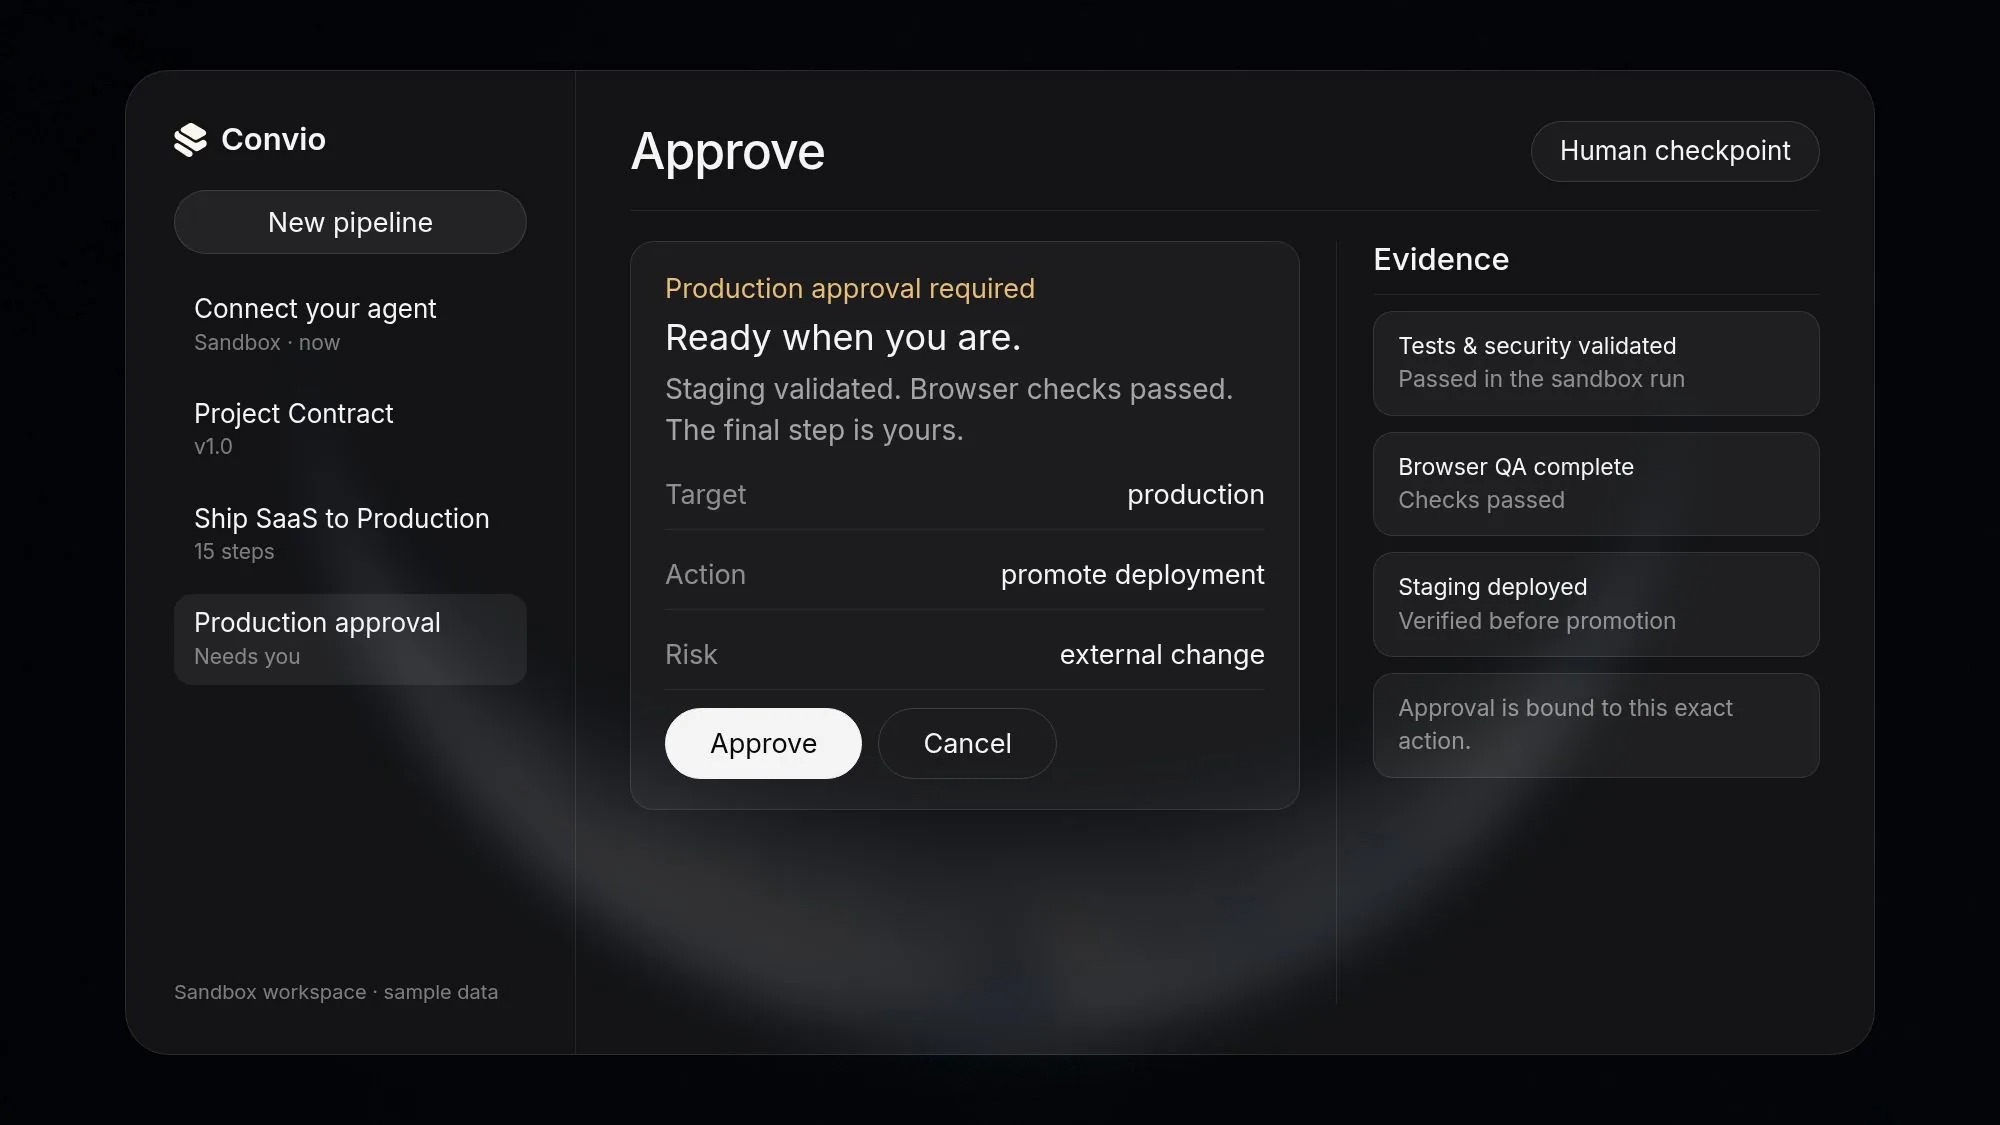 Convio
New pipeline
Connect your agent
Sandbox · now
Project Contract
v1.0
Ship SaaS to Production
15 steps
Production approval
Needs you
Sandbox workspace · sample data
Approve
Human checkpoint
Production approval required
Ready when you are.
Staging validated. Browser checks passed.
The final step is yours.
Target production
Action promote deployment
Risk external change
Approve Cancel
Evidence
Tests & security validated
Passed in the sandbox run
Browser QA complete
Checks passed
Staging deployed
Verified before promotion
Approval is bound to this exact
action.